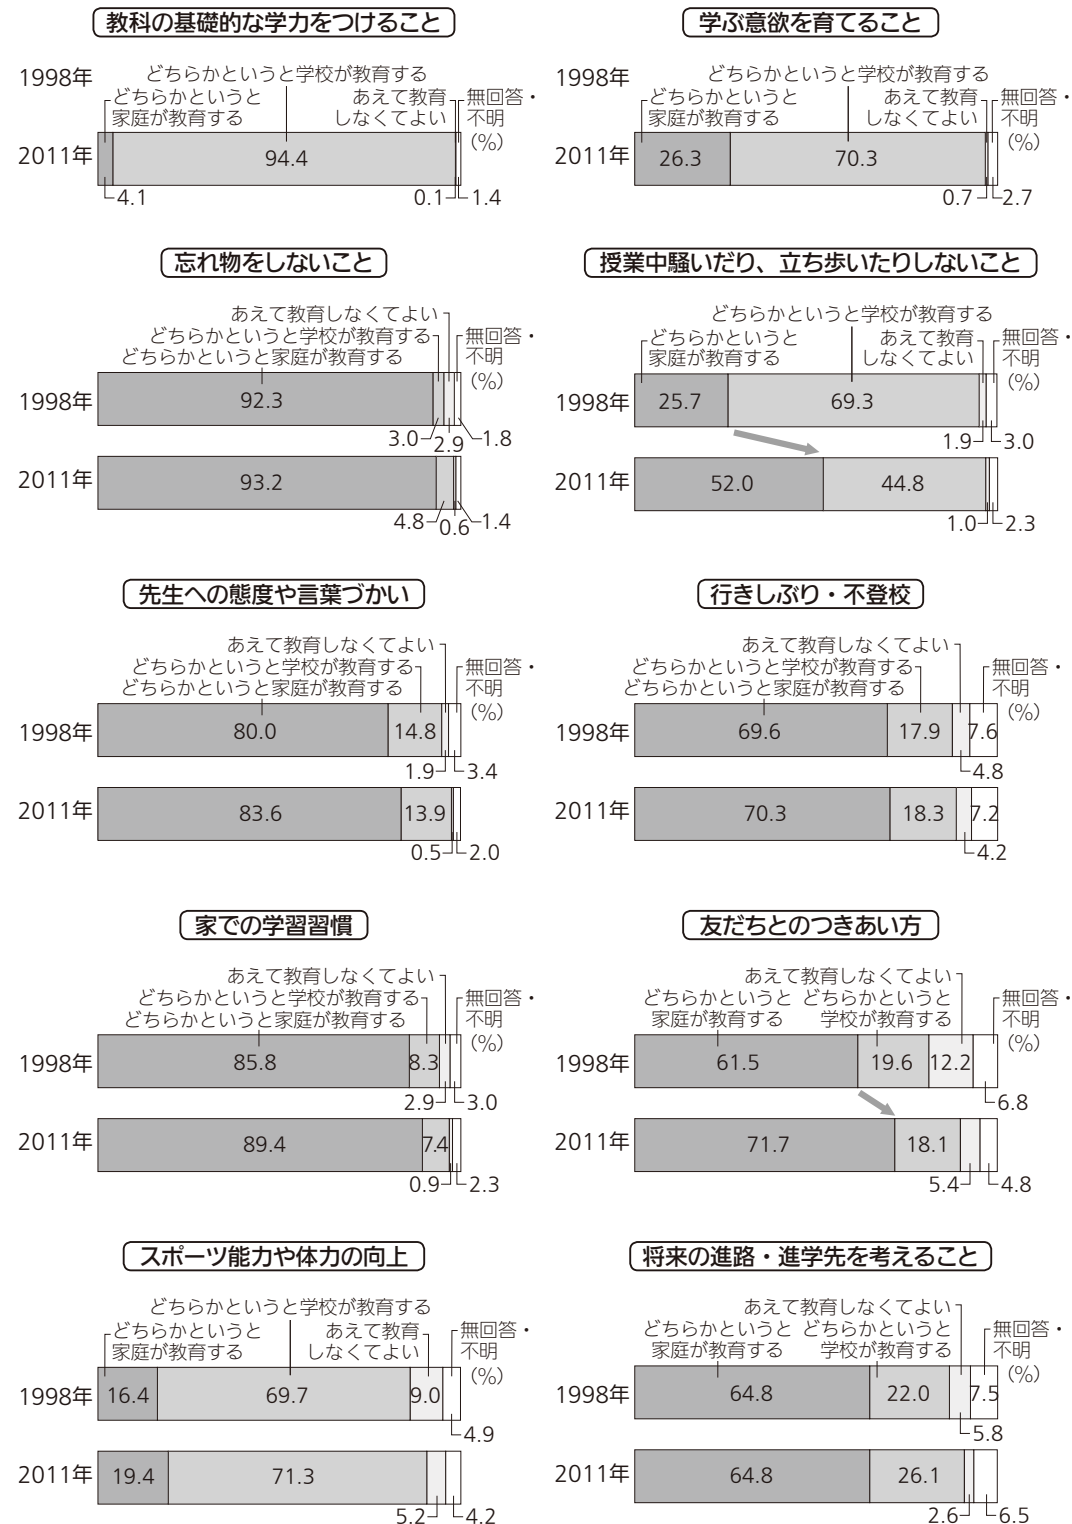 教科の基礎的な学力をつけること
1998年
どちらかというと学校が教育する
どちらかというと
家庭が教育する
あえて教育
しなくてよい
無回答・
不明
(%)
2011年
94.4
4.1
0.1
1.4
学ぶ意欲を育てること
1998年
どちらかというと学校が教育する
どちらかというと
家庭が教育する
あえて教育
しなくてよい
無回答・
不明
(%)
2011年
26.3
70.3
0.7
2.7
忘れ物をしないこと
あえて教育しなくてよい
どちらかというと学校が教育する
どちらかというと家庭が教育する
無回答・
不明
(%)
1998年
92.3
3.0
2.9
1.8
2011年
93.2
4.8
0.6
1.4
授業中騒いだり、立ち歩いたりしないこと
どちらかというと学校が教育する
どちらかというと
家庭が教育する
あえて教育
しなくてよい
無回答・
不明
(%)
1998年
25.7
69.3
1.9
3.0
2011年
52.0
44.8
1.0
2.3
先生への態度や言葉づかい
あえて教育しなくてよい
どちらかというと学校が教育する
どちらかというと家庭が教育する
無回答・
不明
(%)
1998年
80.0
14.8
1.9
3.4
2011年
83.6
13.9
0.5
2.0
行きしぶり・不登校
あえて教育しなくてよい
どちらかというと学校が教育する
どちらかというと家庭が教育する
無回答・
不明
(%)
1998年
69.6
17.9
7.6
4.8
2011年
70.3
18.3
7.2
4.2
家での学習習慣
あえて教育しなくてよい
どちらかというと学校が教育する
どちらかというと家庭が教育する
無回答・
不明
(%)
1998年
85.8
8.3
2.9
3.0
2011年
89.4
7.4
0.9
2.3
友だちとのつきあい方
あえて教育しなくてよい
どちらかというと
家庭が教育する
どちらかというと
学校が教育する
無回答・
不明
(%)
1998年
61.5
19.6
12.2
6.8
2011年
71.7
18.1
5.4
4.8
スポーツ能力や体力の向上
どちらかというと学校が教育する
どちらかというと
家庭が教育する
あえて教育
しなくてよい
無回答・
不明
(%)
1998年
16.4
69.7
9.0
4.9
2011年
19.4
71.3
5.2
4.2
将来の進路・進学先を考えること
あえて教育しなくてよい
どちらかというと
家庭が教育する
どちらかというと
学校が教育する
無回答・
不明
(%)
1998年
64.8
22.0
7.5
5.8
2011年
64.8
26.1
2.6
6.5